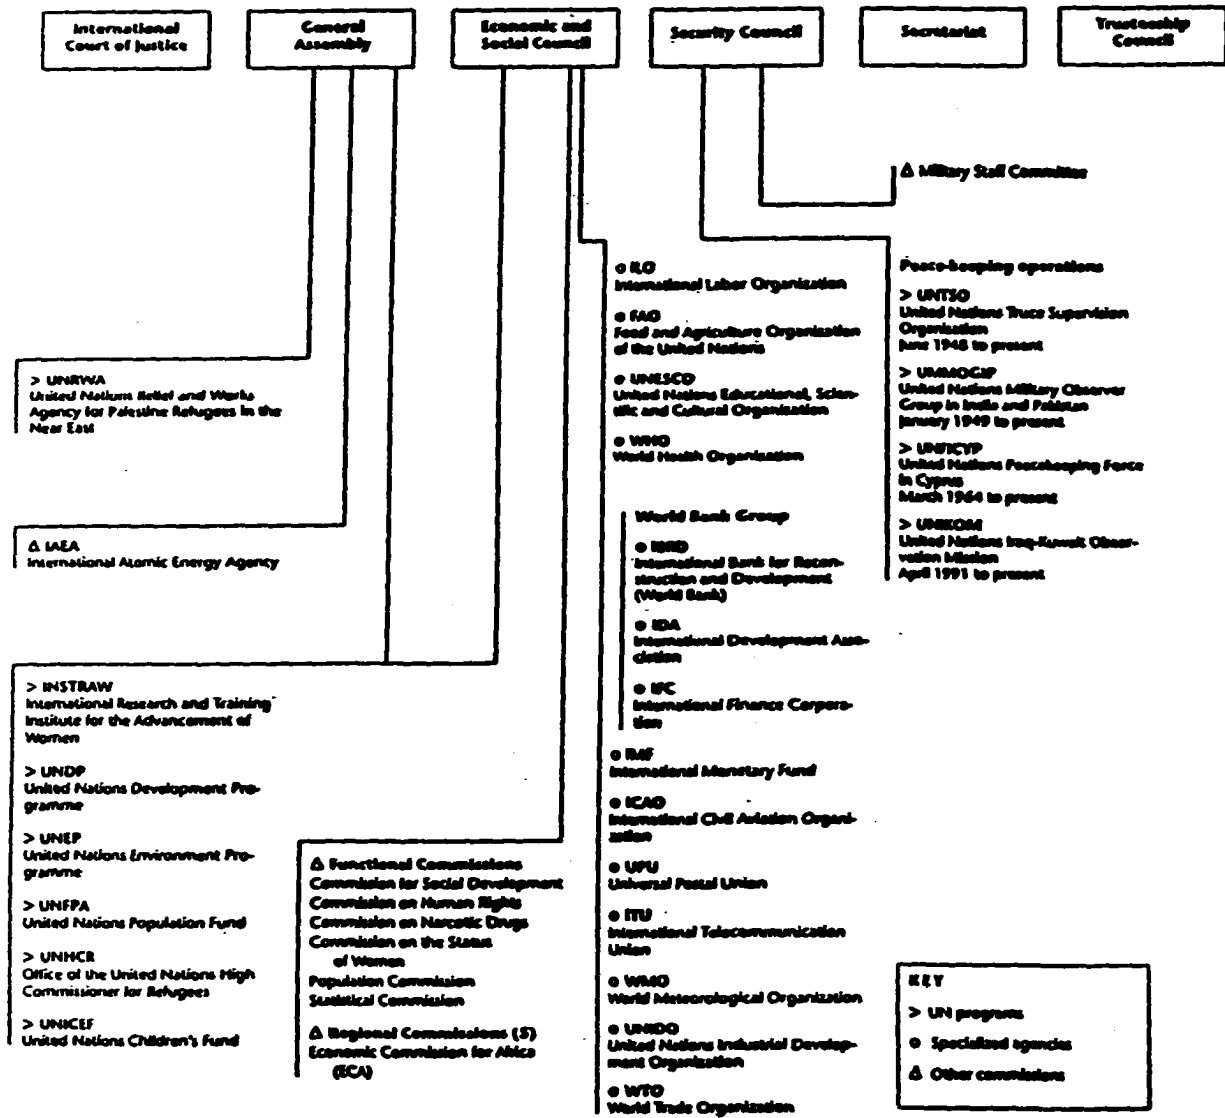 International
Court of Justice
General
Assembly
Economic and
Social Council
Security Council
Secretariat
Trusteeship
Council
> UNRWA
United Nations Relief and Works
Agency for Palestine Refugees in the
Near East
Δ IAEA
International Atomic Energy Agency
> INSTRAW
International Research and Training
Institute for the Advancement of
Women
> UNDP
United Nations Development Pro-
gramme
> UNEP
United Nations Environment Pro-
gramme
> UNFPA
United Nations Population Fund
> UNHCR
Office of the United Nations High
Commissioner for Refugees
> UNICEF
United Nations Children's Fund
Δ Functional Commissions
Commission for Social Development
Commission on Human Rights
Commission on Narcotic Drugs
Commission on the Status
of Women
Population Commission
Statistical Commission
Δ Regional Commissions (5)
Economic Commission for Africa
(ECA)
o ILO
International Labor Organization
o FAO
Food and Agriculture Organization
of the United Nations
o UNESCO
United Nations Educational, Scien-
tific and Cultural Organization
o WHO
World Health Organization
World Bank Group
o IBRD
International Bank for Recon-
struction and Development
(World Bank)
o IDA
International Development Asso-
ciation
o IFC
International Finance Corpora-
tion
o IMF
International Monetary Fund
o ICAO
International Civil Aviation Organi-
zation
o UPU
Universal Postal Union
o ITU
International Telecommunication
Union
o WMO
World Meteorological Organization
o UNIDO
United Nations Industrial Develop-
ment Organization
o WTO
World Trade Organization
Δ Military Staff Committee
Peace-keeping operations
> UNTSO
United Nations Truce Supervision
Organization
June 1948 to present
> UMMOGIP
United Nations Military Observer
Group in India and Pakistan
January 1949 to present
> UNFICYP
United Nations Peacekeeping Force
in Cyprus
March 1964 to present
> UNIKOM
United Nations Iraq-Kuwait Obser-
vation Mission
April 1991 to present
KEY
> UN programs
o Specialized agencies
Δ Other commissions